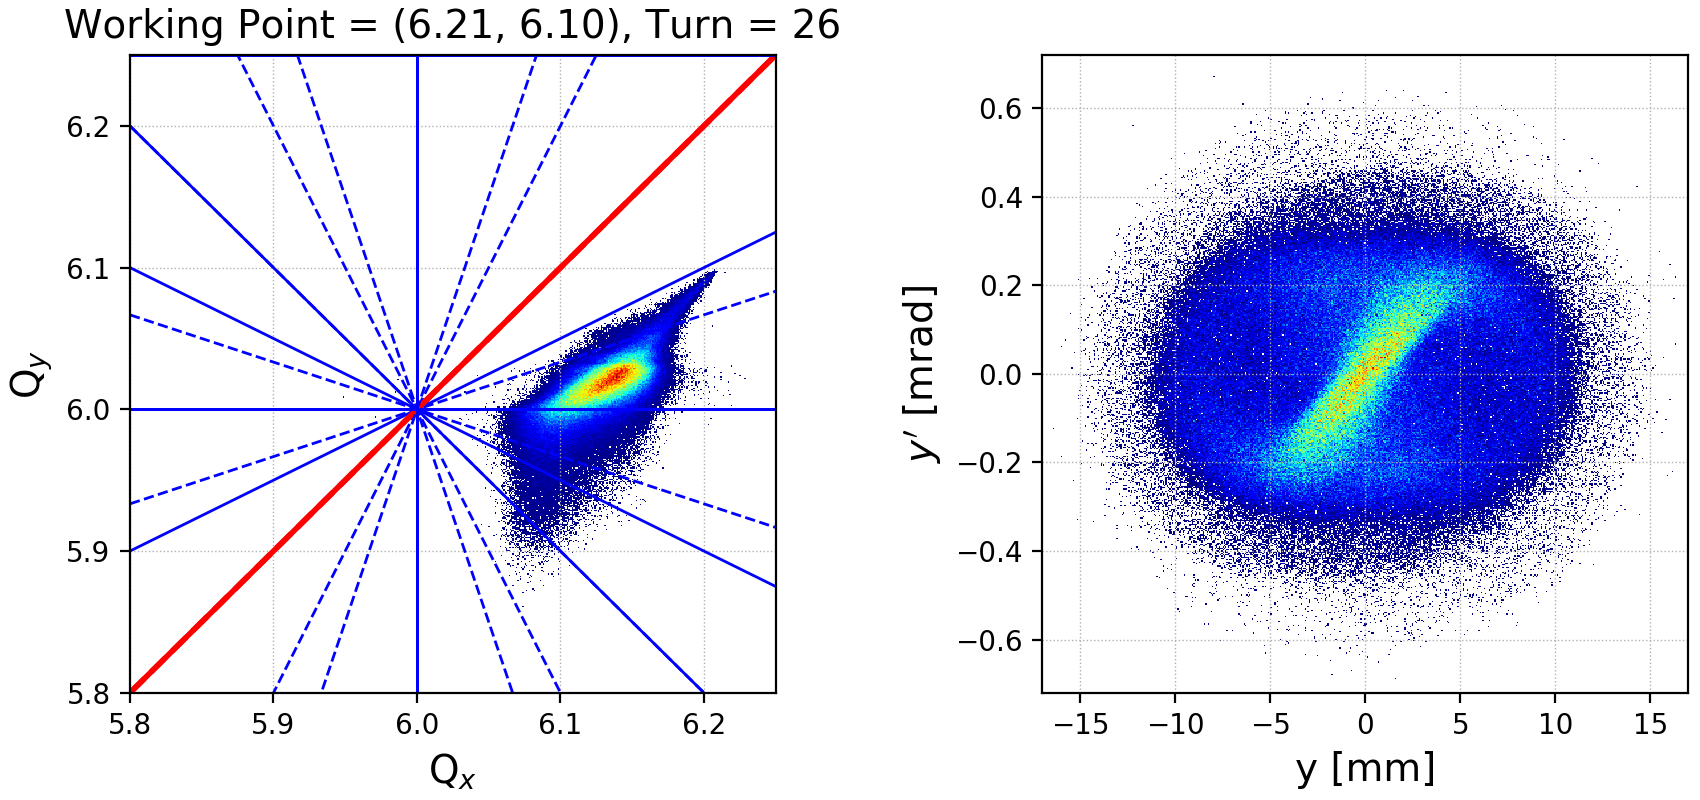 Working Point = (6.21, 6.10), Turn = 26
6.2
6.1
6.0
5.9
5.8
Q_y
5.8 5.9 6.0 6.1 6.2
Q_x
0.6
0.4
0.2
0.0
−0.2
−0.4
−0.6
y′ [mrad]
−15 −10 −5 0 5 10 15
y [mm]